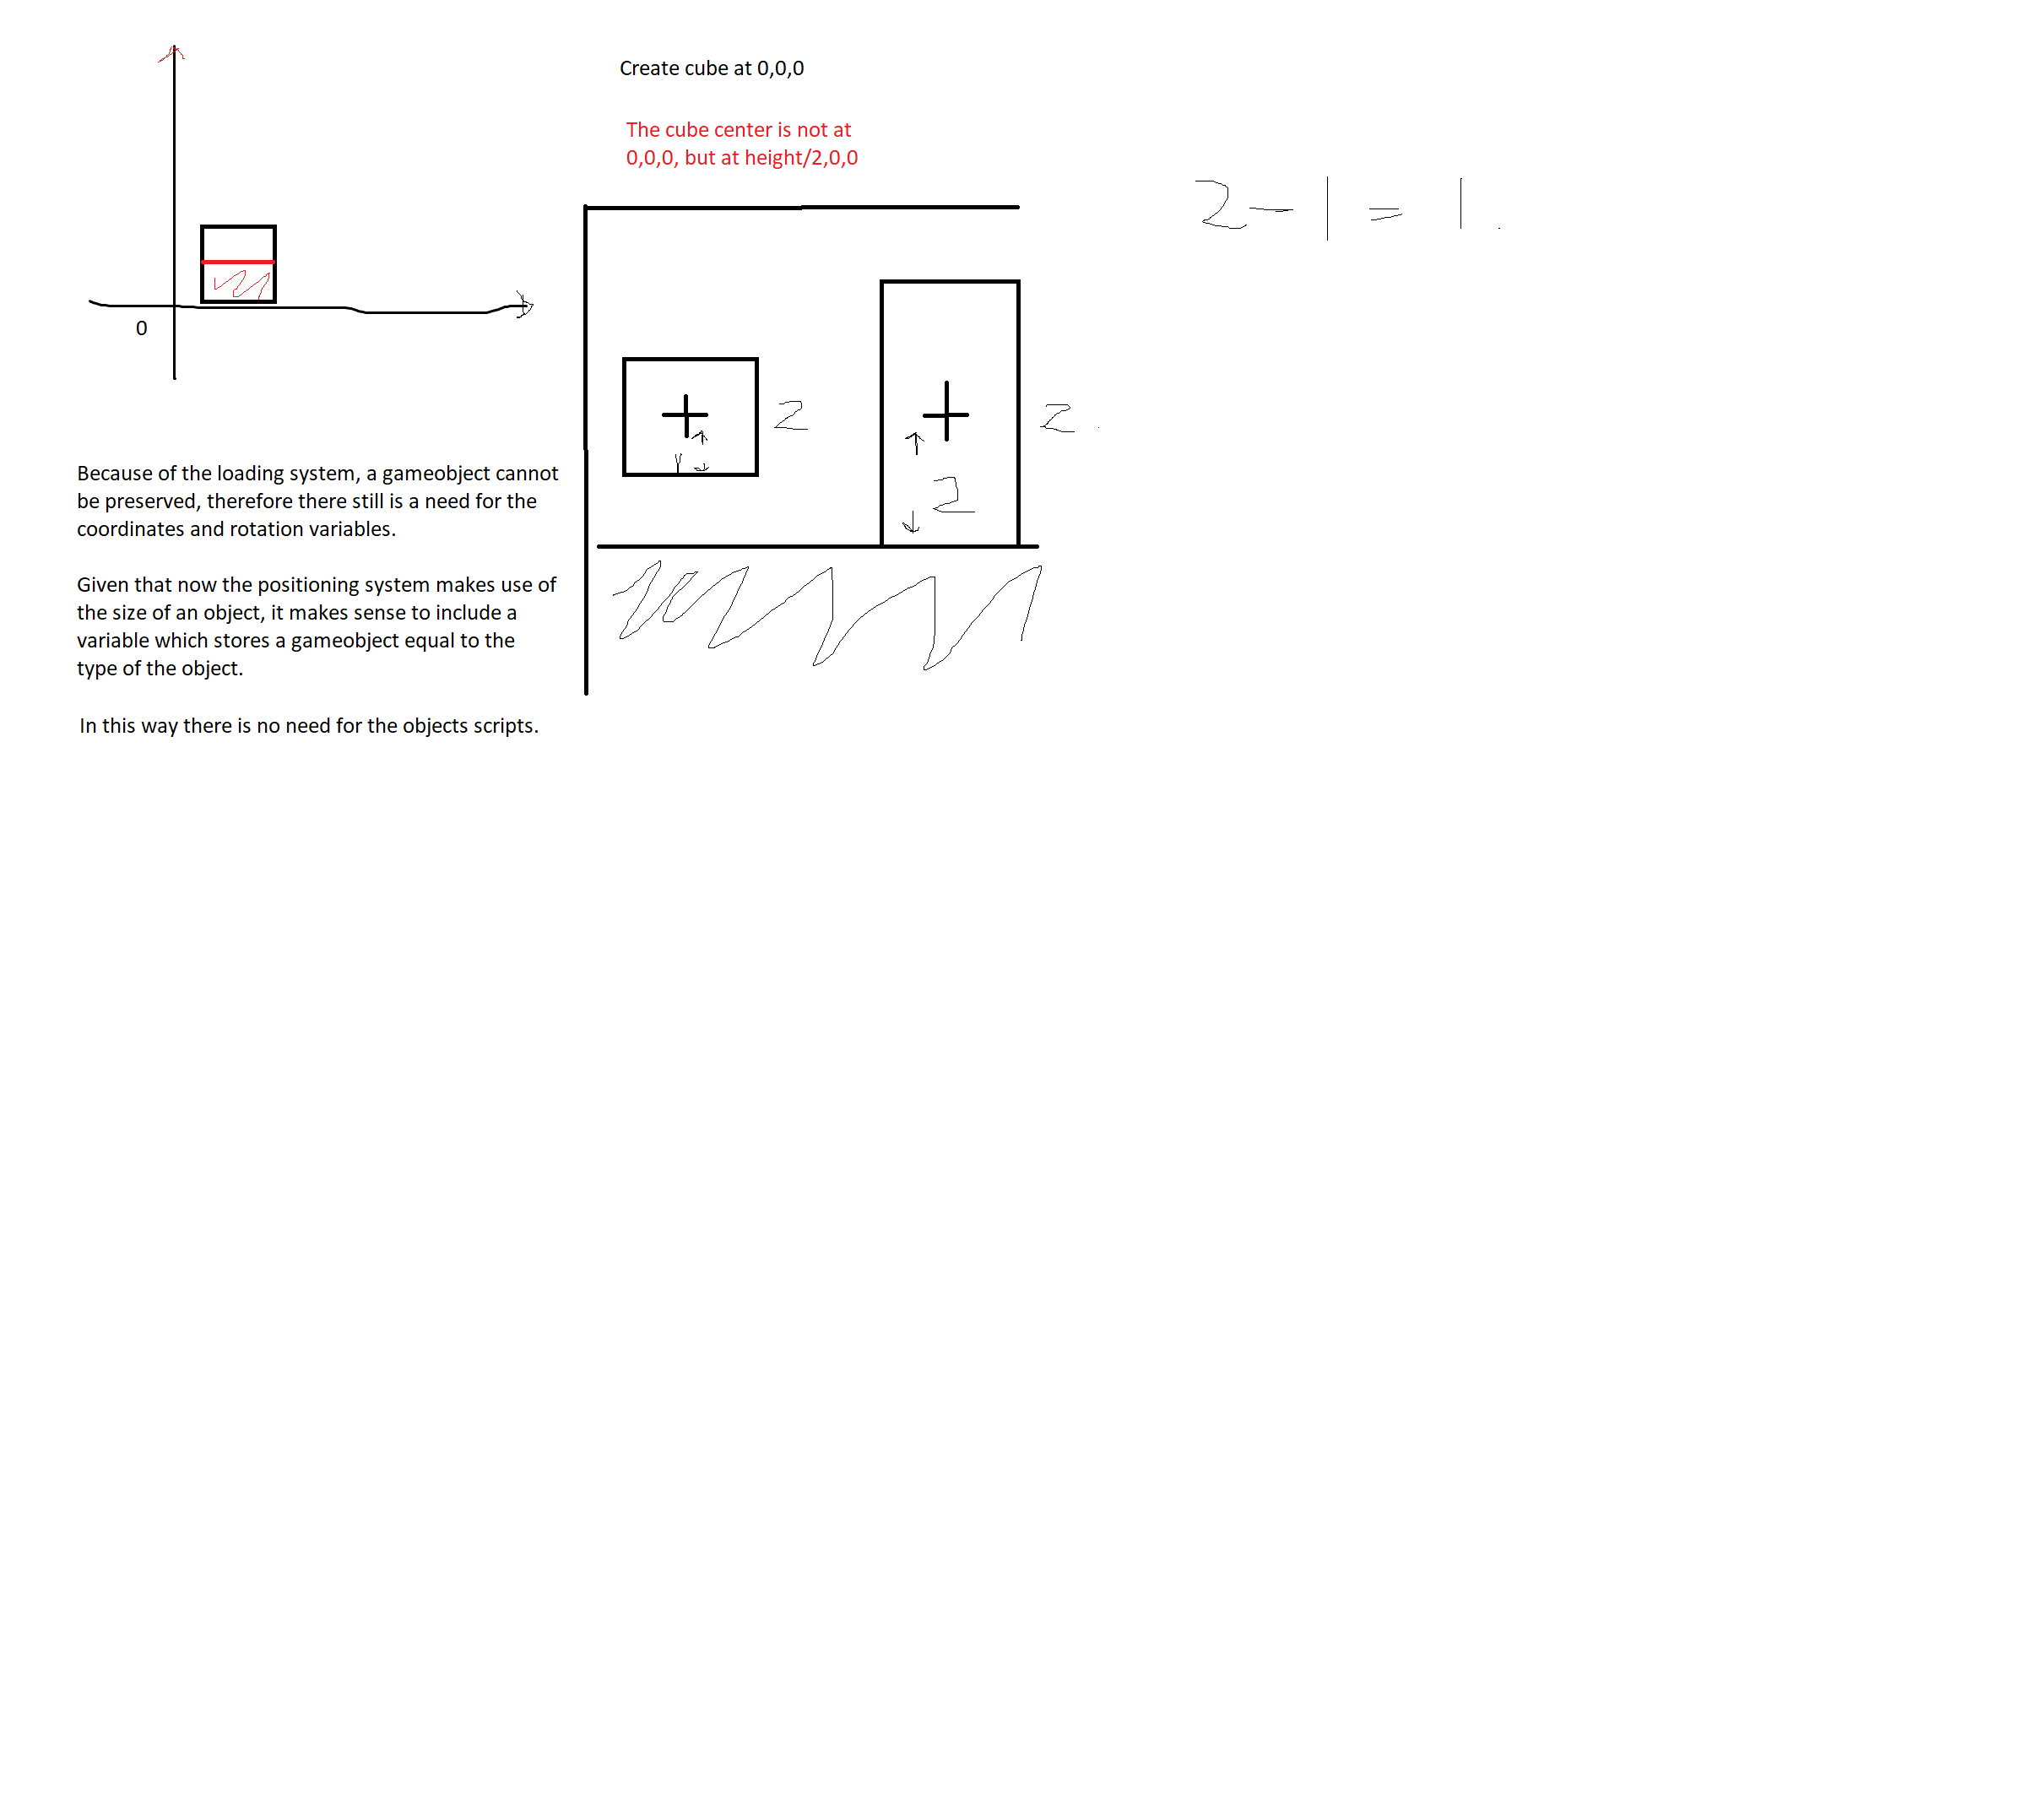 Create cube at 0,0,0
The cube center is not at
0,0,0, but at height/2,0,0
2 - 1 = 1.
0
2
2.
2
Because of the loading system, a gameobject cannot
be preserved, therefore there still is a need for the
coordinates and rotation variables.
Given that now the positioning system makes use of
the size of an object, it makes sense to include a
variable which stores a gameobject equal to the
type of the object.
In this way there is no need for the objects scripts.